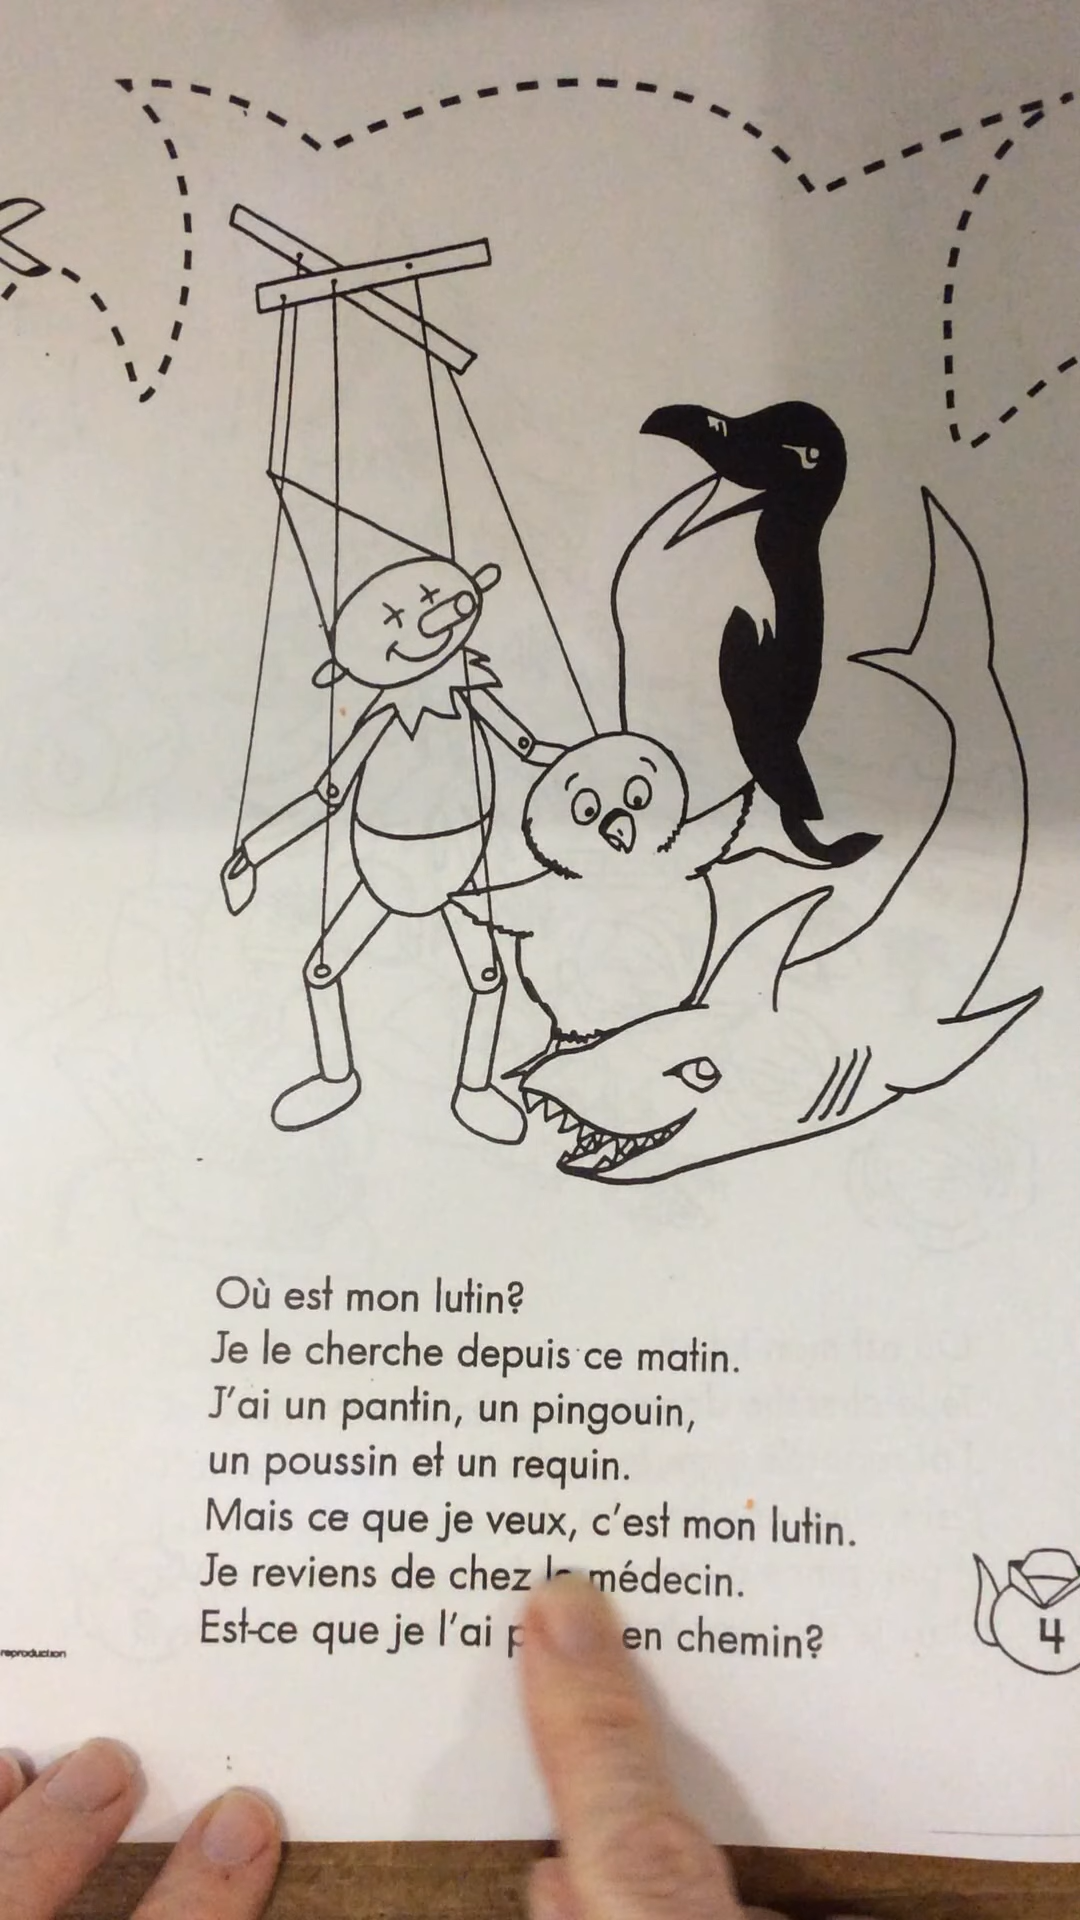 Où est mon lutin?
Je le cherche depuis ce matin.
J'ai un pantin, un pingouin,
un poussin et un requin.
Mais ce que je veux, c'est mon lutin.
Je reviens de chez médecin.
Est-ce que je l'ai en chemin?
reproduction
4